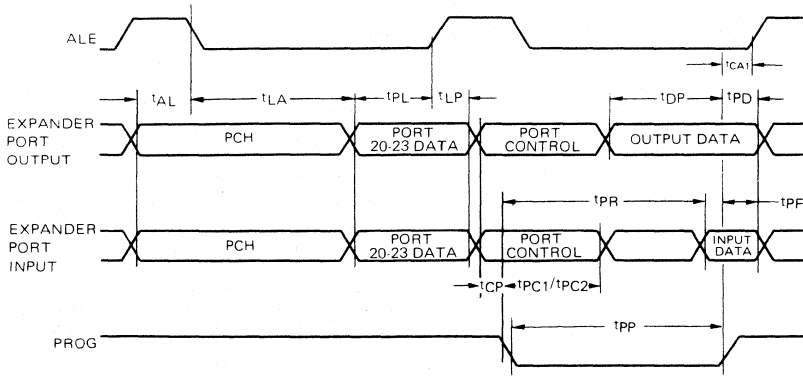 ALE
tCA1
tAL
tLA
tPL
tLP
tDP
tPD
EXPANDER
PORT
OUTPUT
PCH
PORT
20-23 DATA
PORT
CONTROL
OUTPUT DATA
tPR
tPF
EXPANDER
PORT
INPUT
PCH
PORT
20-23 DATA
PORT
CONTROL
INPUT
DATA
tCP
tPC1/tPC2
tPP
PROG